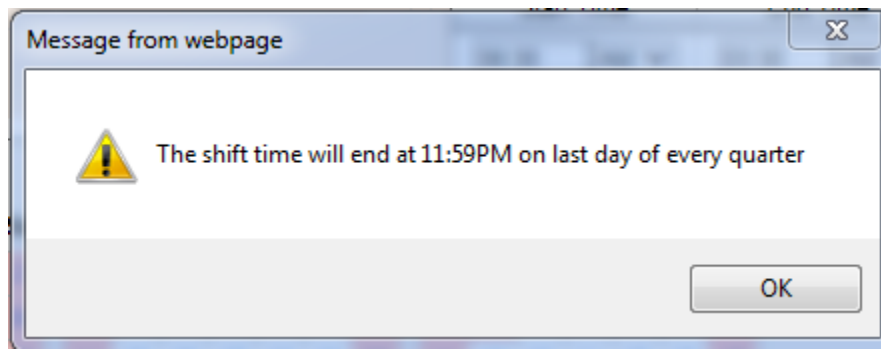 Message from webpage
The shift time will end at 11:59PM on last day of every quarter
OK